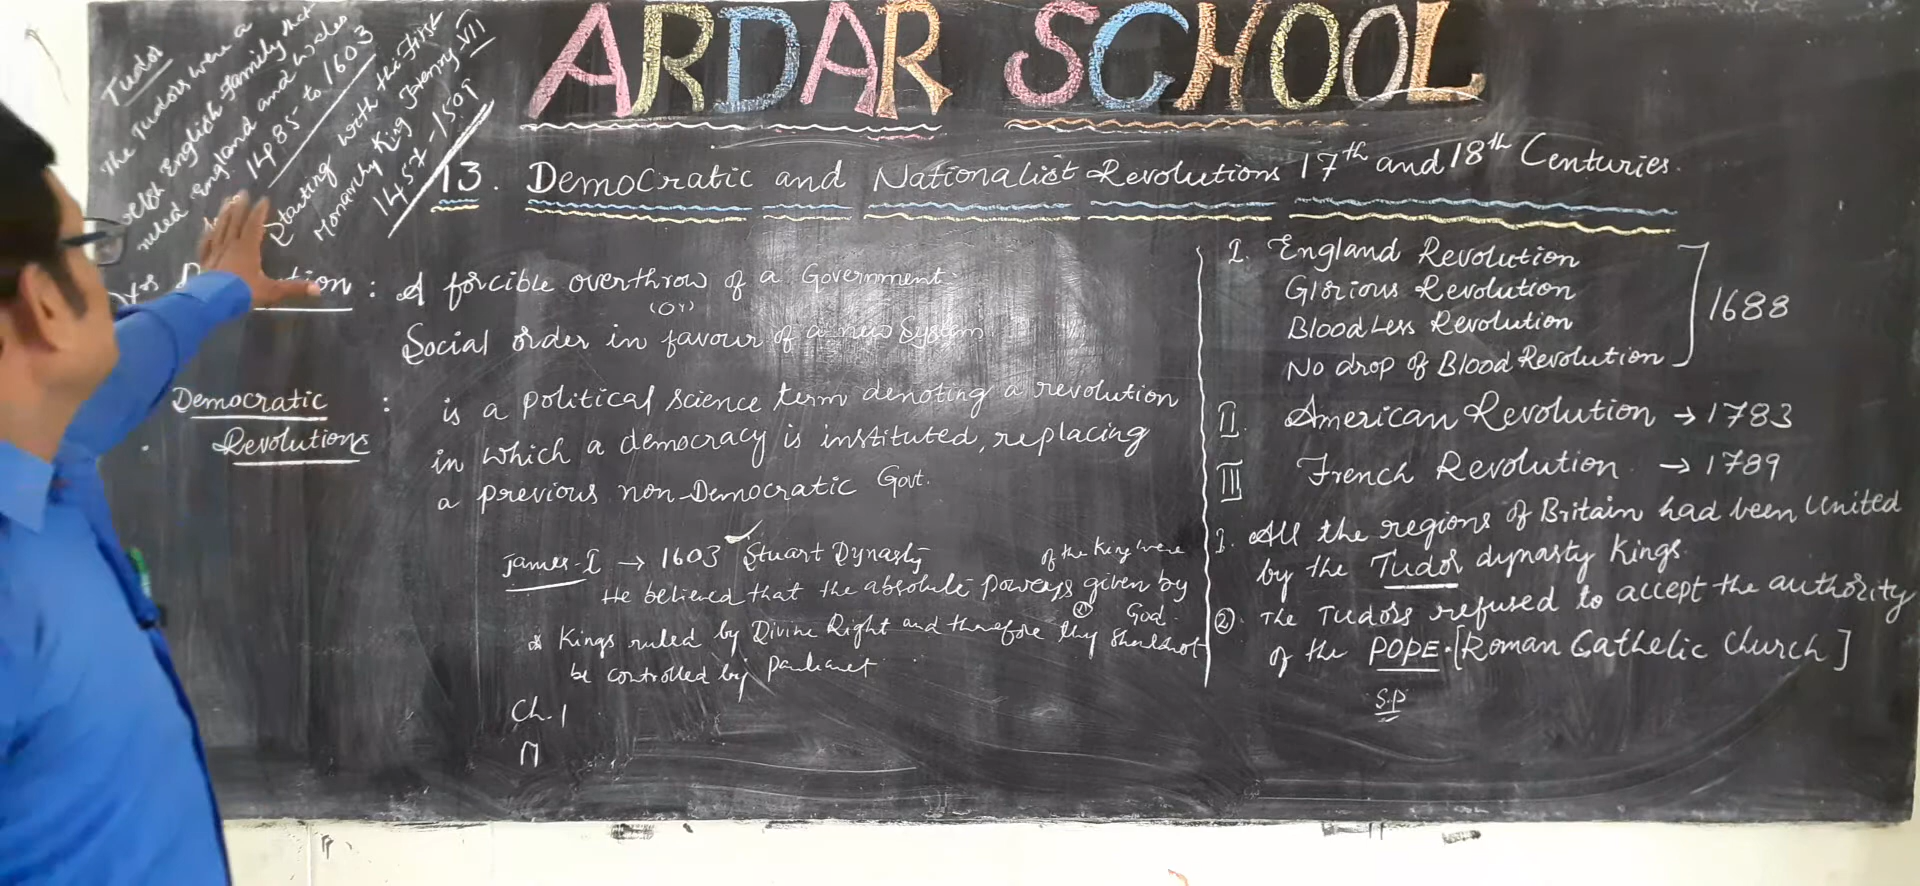 ARDAR SCHOOL
Tudor
The Tudors were a
Welsh English family that
ruled England and Wales
1485 to 1603
Starting with the First
Monarchy King Henry VII
1457-1509
13. Democratic and Nationalist Revolutions 17th and 18th Centuries.
tion : A forcible overthrow of a Government
(Or)
Social order in favour of a new System
Democratic Revolutions : is a political science term denoting a revolution
in which a democracy is instituted, replacing
a previous non-Democratic Govt.
James-I → 1603 Stuart Dynasty
of the King were
He believed that the absolute powers given by
God.
Kings ruled by Divine Right and therefore they should not
be controlled by
Ch. 1
I. England Revolution
Glorious Revolution
BloodLess Revolution
No drop of Blood Revolution
1688
II American Revolution → 1783
III French Revolution → 1789
1. All the regions of Britain had been United
by the Tudor dynasty Kings.
2. The Tudors refused to accept the authority
of the POPE. [Roman Catholic Church]
S.P